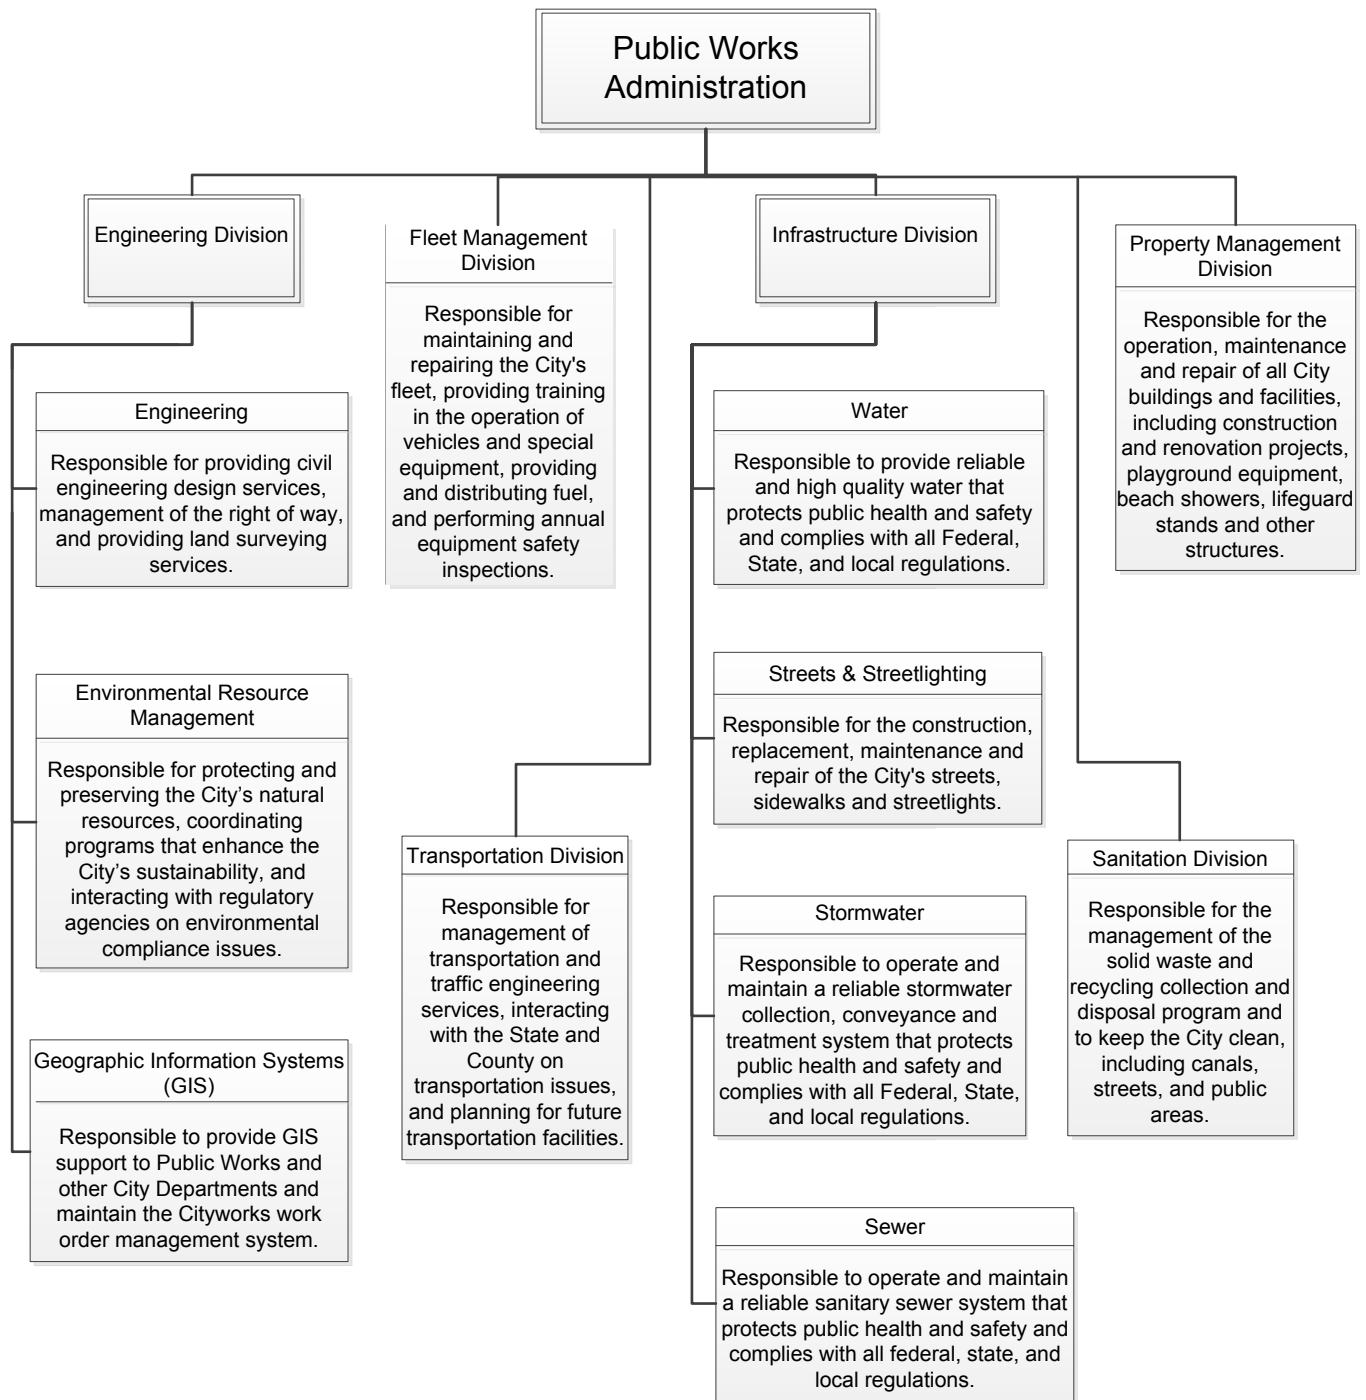 Public Works
Administration
Engineering Division
Fleet Management
Division
Responsible for
maintaining and
repairing the City's
fleet, providing training
in the operation of
vehicles and special
equipment, providing
and distributing fuel,
and performing annual
equipment safety
inspections.
Infrastructure Division
Property Management
Division
Responsible for the
operation, maintenance
and repair of all City
buildings and facilities,
including construction
and renovation projects,
playground equipment,
beach showers, lifeguard
stands and other
structures.
Engineering
Responsible for providing civil
engineering design services,
management of the right of way,
and providing land surveying
services.
Water
Responsible to provide reliable
and high quality water that
protects public health and safety
and complies with all Federal,
State, and local regulations.
Environmental Resource
Management
Responsible for protecting and
preserving the City’s natural
resources, coordinating
programs that enhance the
City’s sustainability, and
interacting with regulatory
agencies on environmental
compliance issues.
Streets & Streetlighting
Responsible for the construction,
replacement, maintenance and
repair of the City's streets,
sidewalks and streetlights.
Transportation Division
Responsible for
management of
transportation and
traffic engineering
services, interacting
with the State and
County on
transportation issues,
and planning for future
transportation facilities.
Stormwater
Responsible to operate and
maintain a reliable stormwater
collection, conveyance and
treatment system that protects
public health and safety and
complies with all Federal, State,
and local regulations.
Sanitation Division
Responsible for the
management of the
solid waste and
recycling collection and
disposal program and
to keep the City clean,
including canals,
streets, and public
areas.
Geographic Information Systems
(GIS)
Responsible to provide GIS
support to Public Works and
other City Departments and
maintain the Cityworks work
order management system.
Sewer
Responsible to operate and maintain
a reliable sanitary sewer system that
protects public health and safety and
complies with all federal, state, and
local regulations.